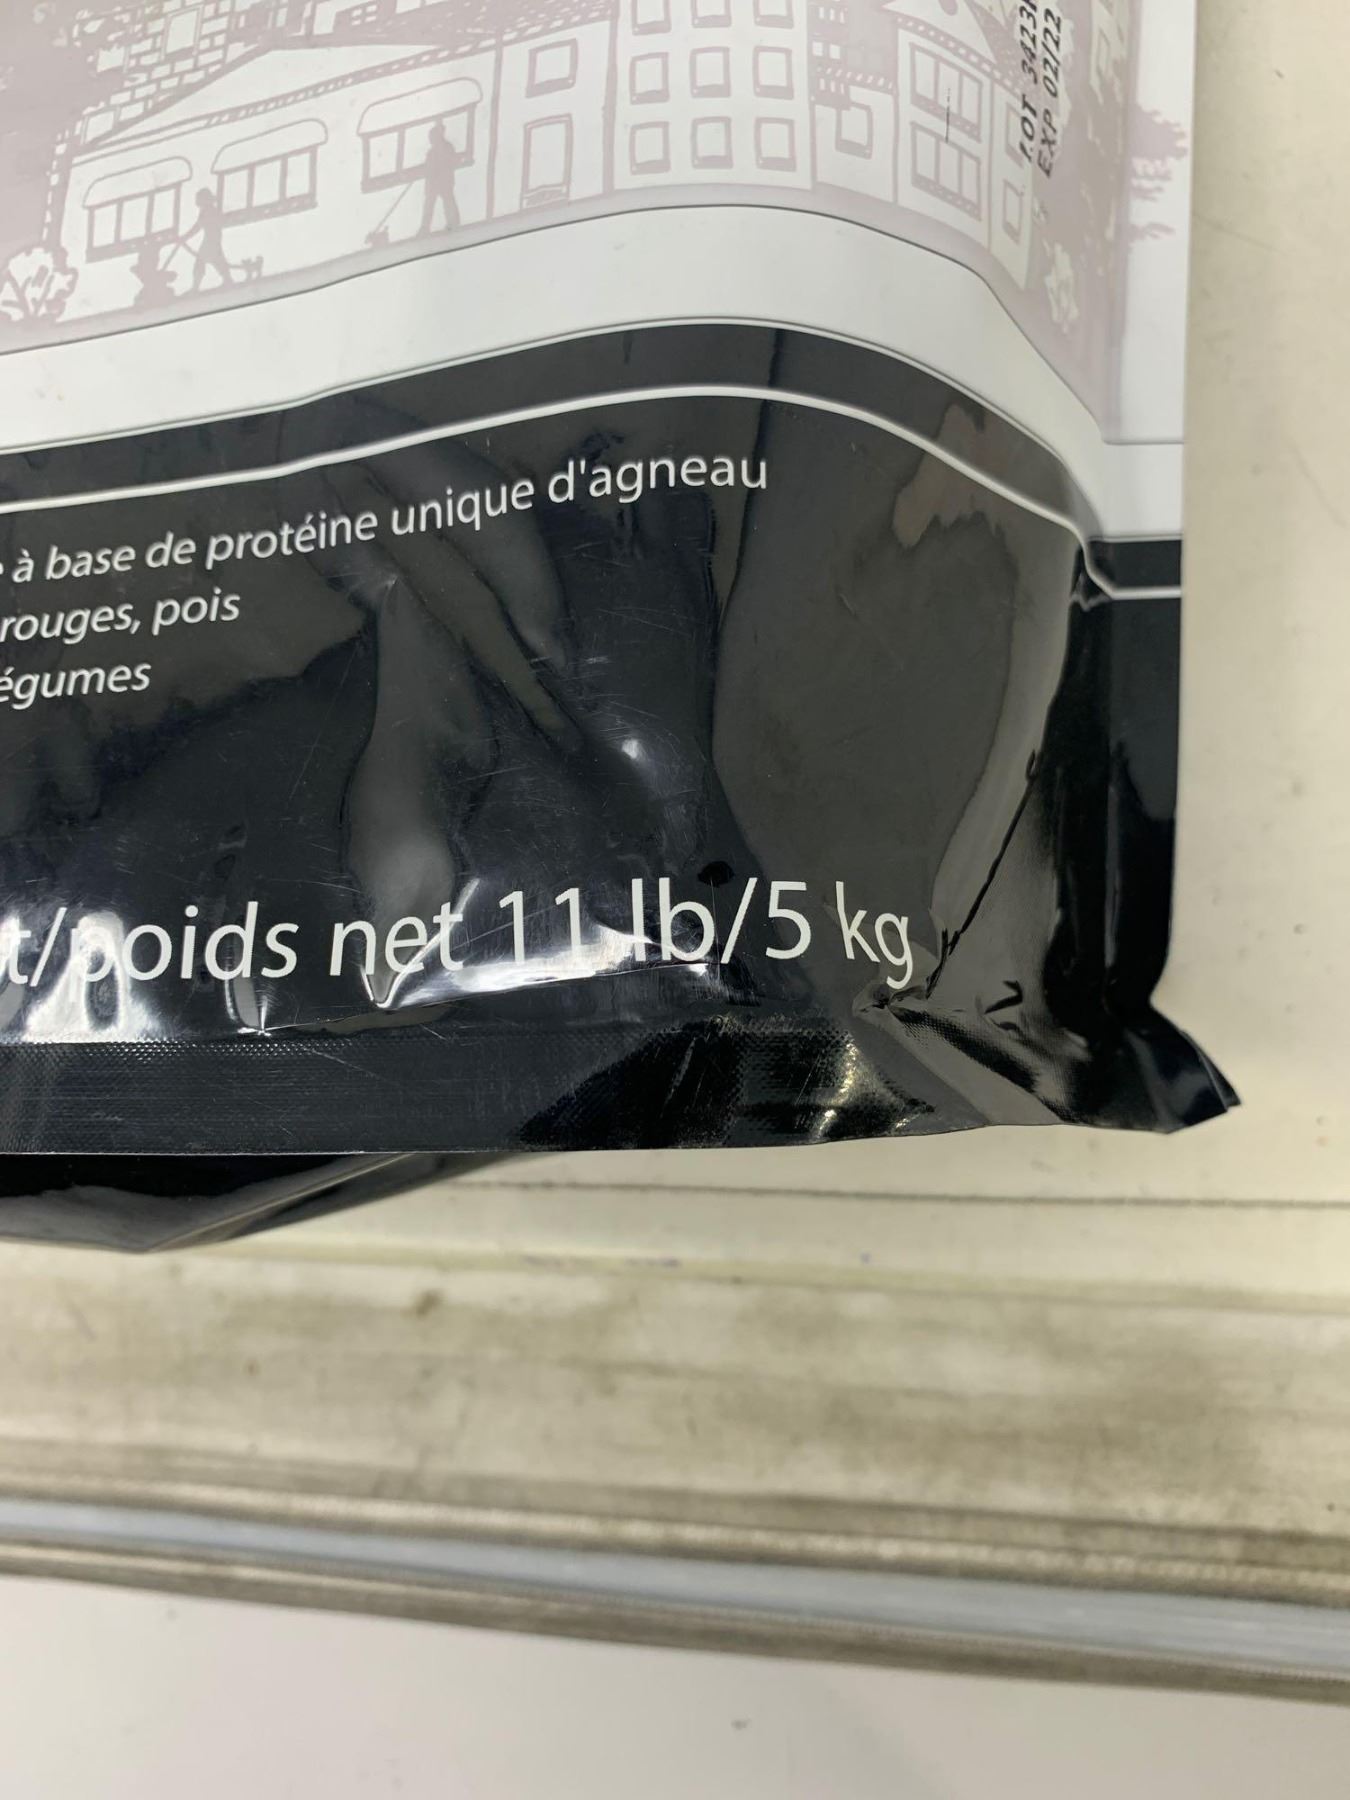 LOT 3423
EXP 02/22
à base de protéine unique d'agneau
rouges, pois
égumes
t/poids net 11 lb/5 kg